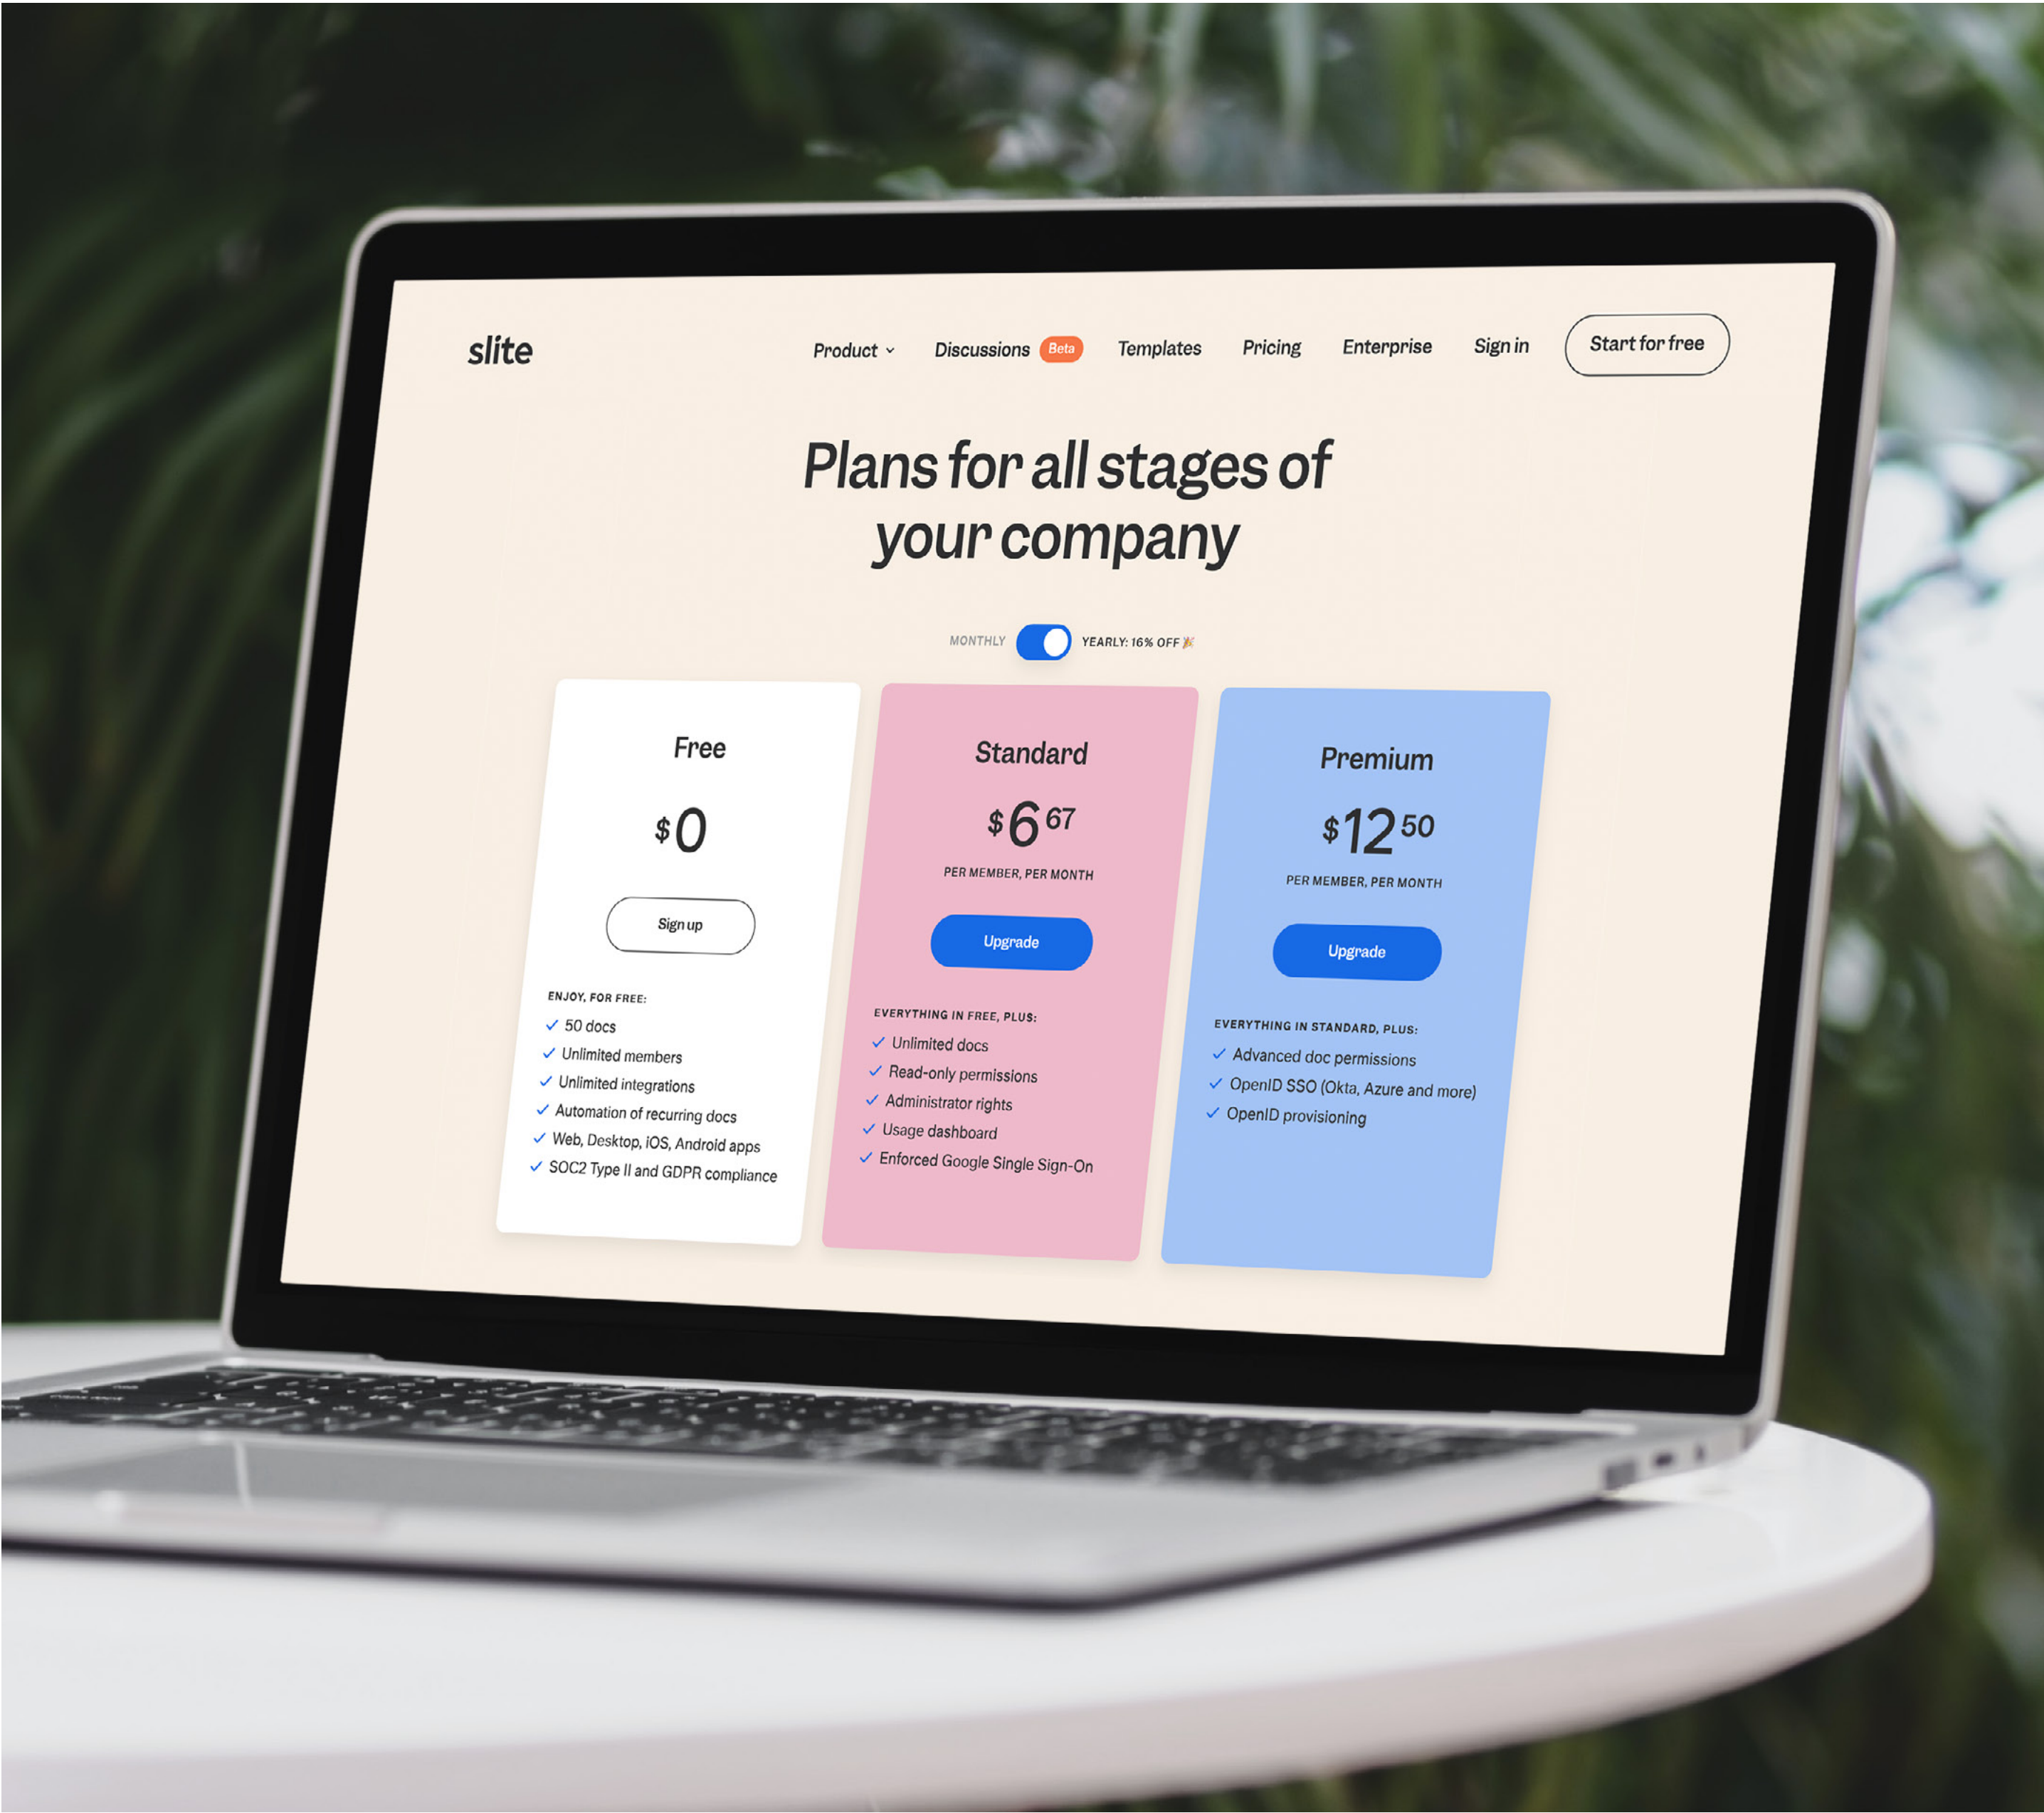 slite
Product
Discussions Beta
Templates
Pricing
Enterprise
Sign in
Start for free
Plans for all stages of
your company
MONTHLY
YEARLY: 16% OFF 🎉
Free
$0
Sign up
ENJOY, FOR FREE:
50 docs
Unlimited members
Unlimited integrations
Automation of recurring docs
Web, Desktop, iOS, Android apps
SOC2 Type II and GDPR compliance
Standard
$6 67
PER MEMBER, PER MONTH
Upgrade
EVERYTHING IN FREE, PLUS:
Unlimited docs
Read-only permissions
Administrator rights
Usage dashboard
Enforced Google Single Sign-On
Premium
$12 50
PER MEMBER, PER MONTH
Upgrade
EVERYTHING IN STANDARD, PLUS:
Advanced doc permissions
OpenID SSO (Okta, Azure and more)
OpenID provisioning